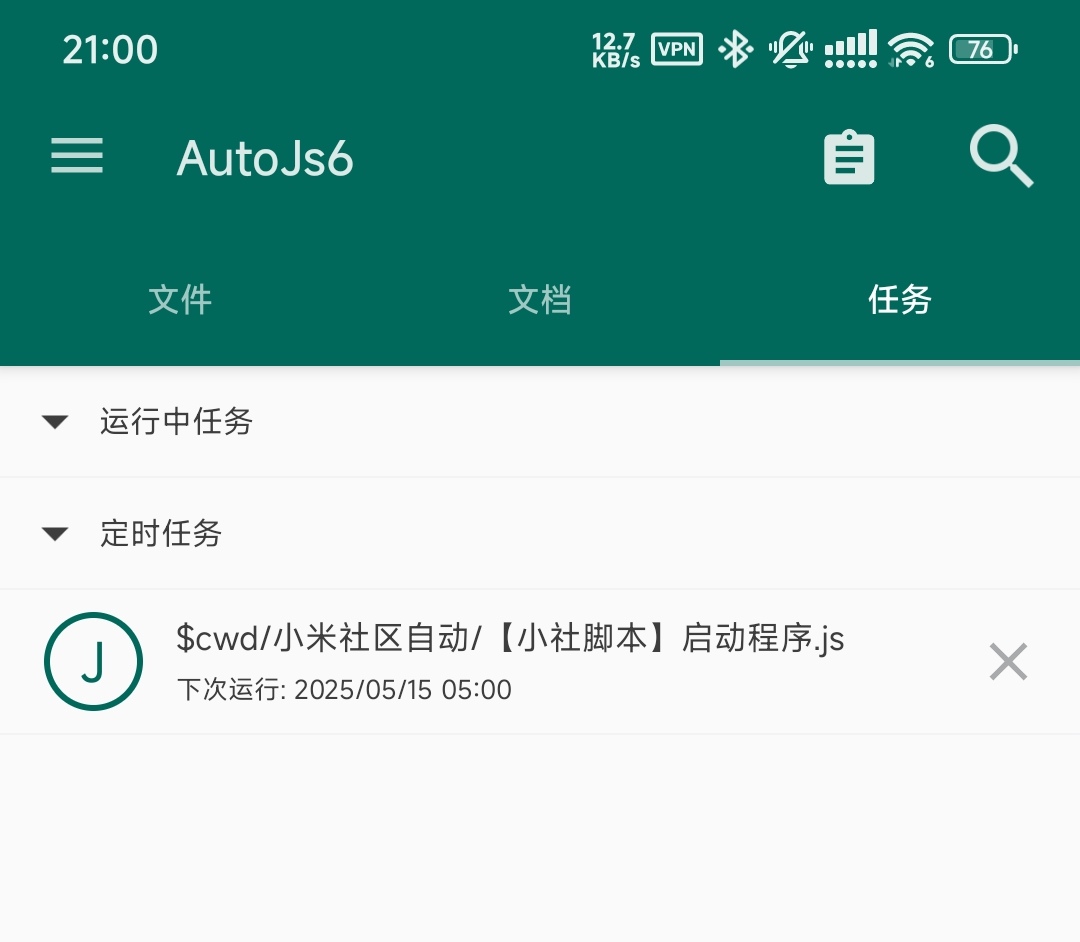 21:00
12.7
KB/s
VPN
6
76
AutoJs6
文件
文档
任务
运行中任务
定时任务
J
$cwd/小米社区自动/【小社脚本】启动程序.js
下次运行: 2025/05/15 05:00